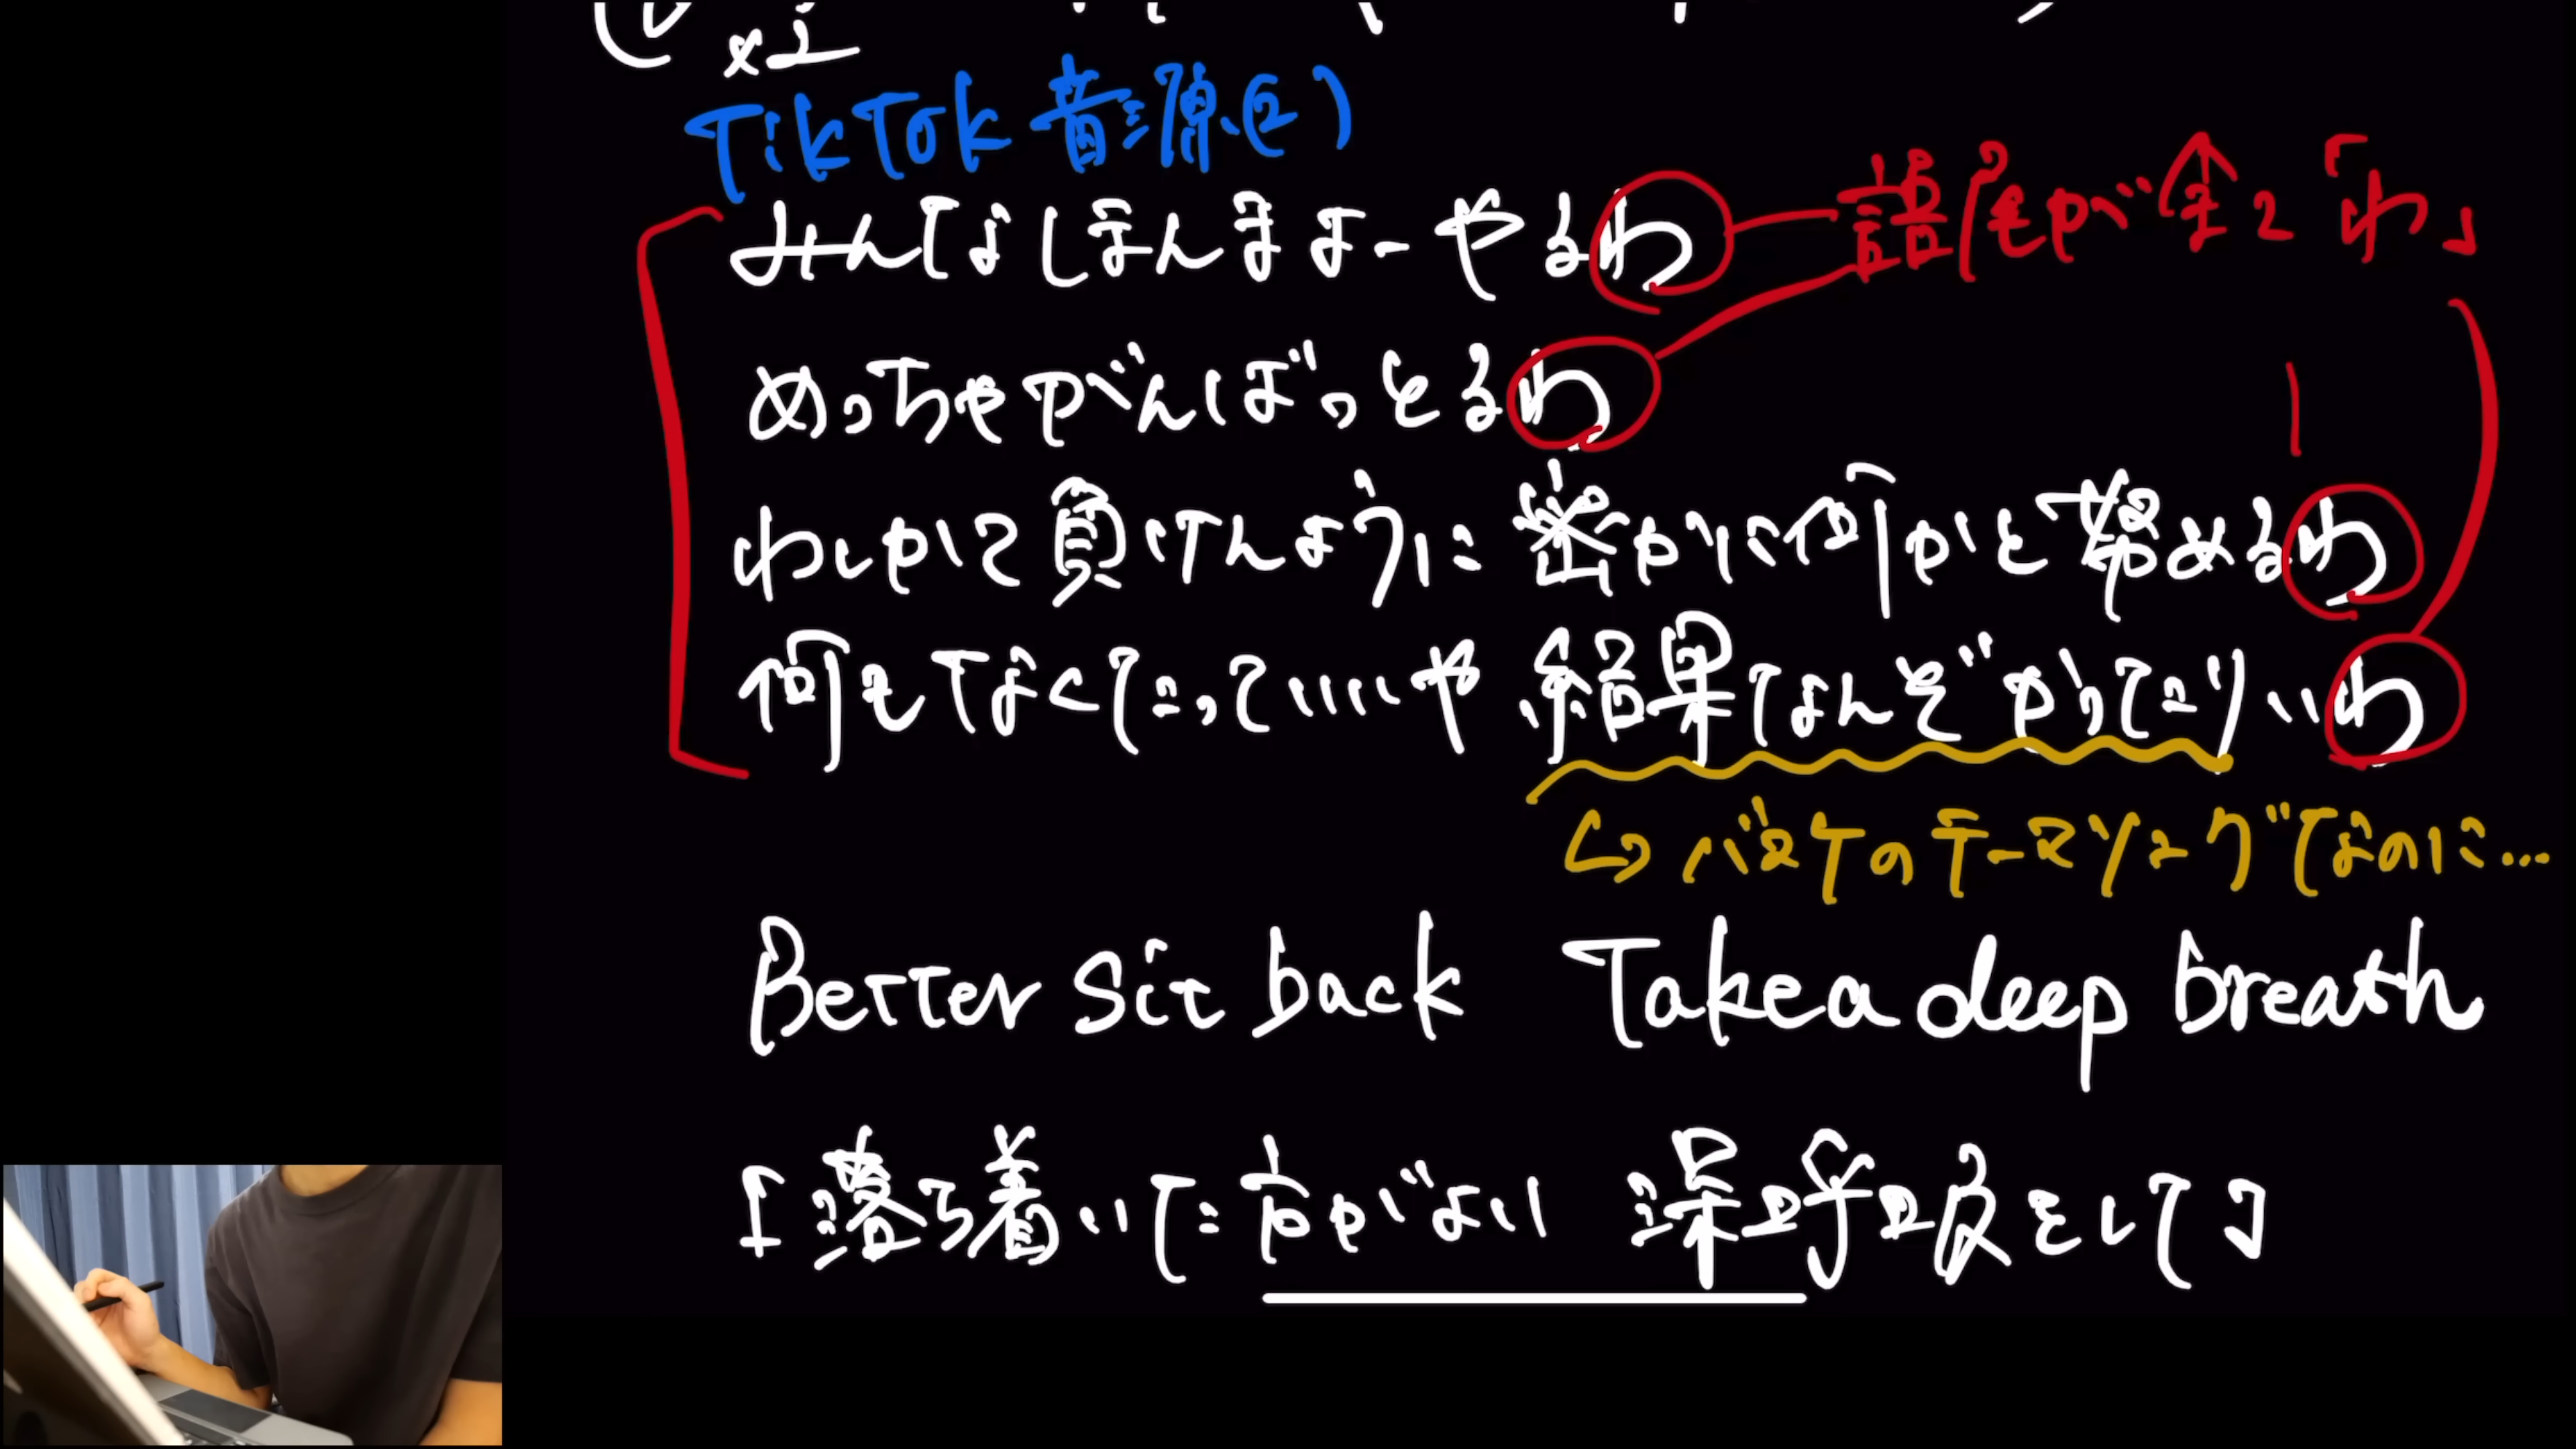 TikTok音源(2)
みんなしほんまよーやるわ
語尾が全て「わ」
めっちゃがんばっとるわ
わしかて負けんように 密かに何かと努めるわ
何もなくたっていいや 結果なんぞかったりいわ
↪ バスケのテーマソングなのに...
Better sit back Take a deep breath
「落ち着いた方がよい 深呼吸をして」